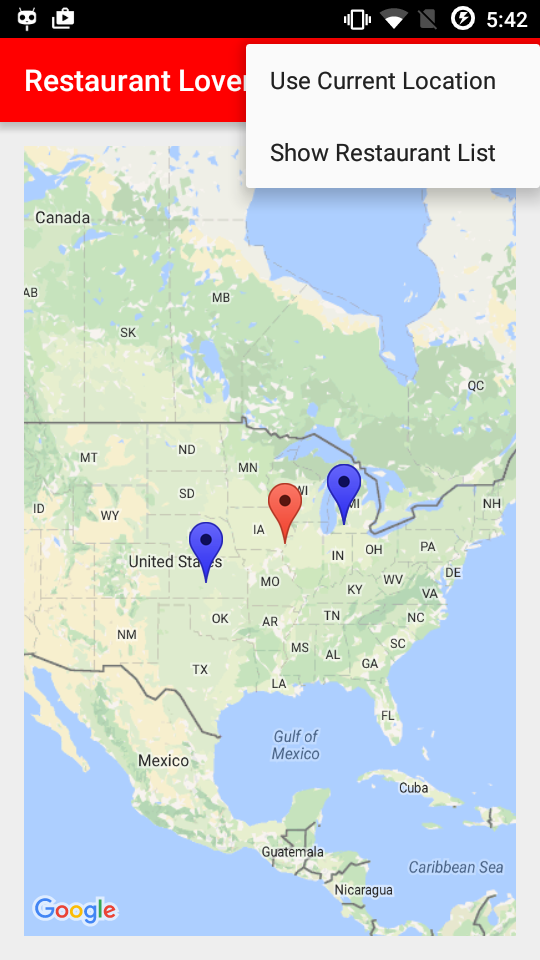 5:42
Restaurant Lover
Use Current Location
Show Restaurant List
Canada
AB
MB
SK
QC
MT
ND
MN
ID
WY
SD
WI
MI
NH
IA
United States
IN
OH
PA
MO
KY
WV
DE
VA
NM
OK
AR
TN
NC
TX
MS
AL
GA
SC
LA
FL
Gulf of
Mexico
Mexico
Cuba
Guatemala
Caribbean Sea
Nicaragua
Google